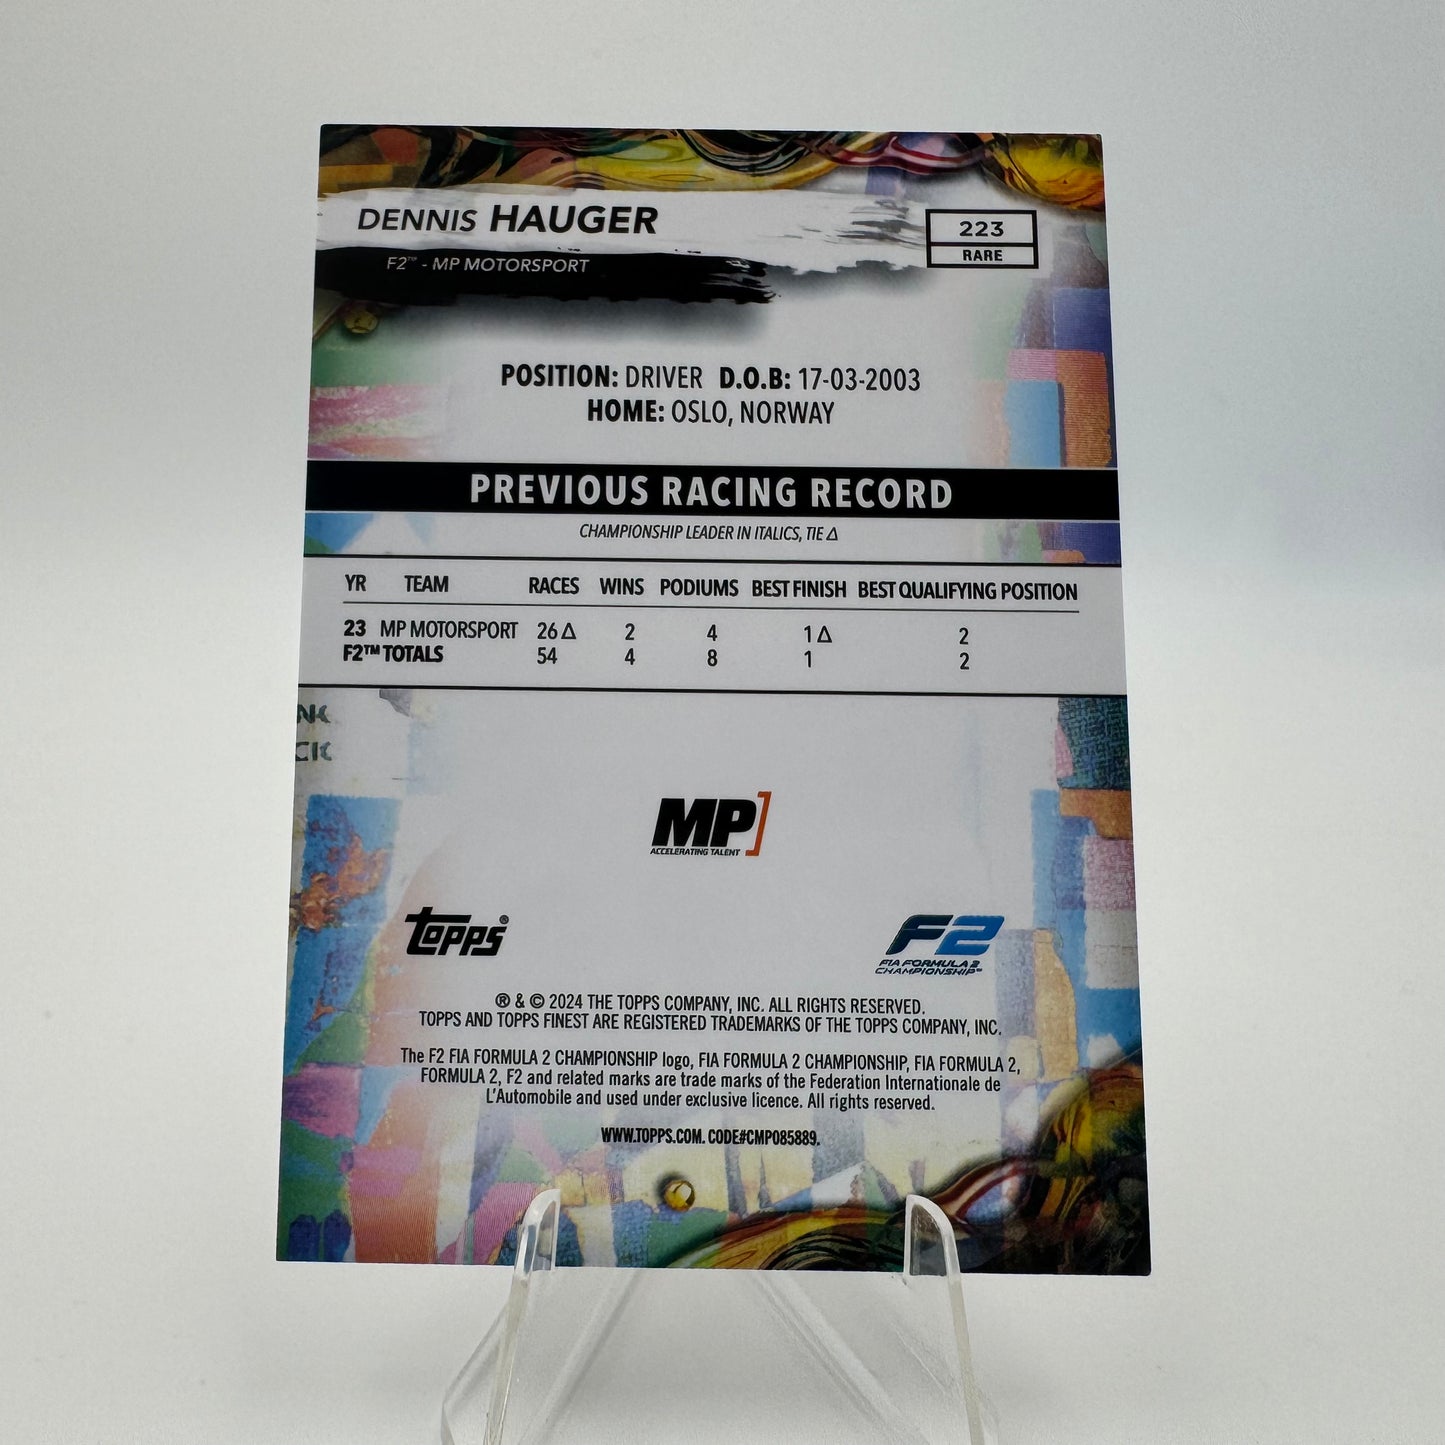 DENNIS HAUGER
223
RARE
F2™ - MP MOTORSPORT
POSITION: DRIVER D.O.B: 17-03-2003
HOME: OSLO, NORWAY
PREVIOUS RACING RECORD
CHAMPIONSHIP LEADER IN ITALICS, TIE Δ
YR TEAM RACES WINS PODIUMS BEST FINISH BEST QUALIFYING POSITION
23 MP MOTORSPORT 26Δ 2 4 1Δ 2
F2™ TOTALS 54 4 8 1 2
MP]
ACCELERATING TALENT
TOPPS®
F2
FIA FORMULA 2
CHAMPIONSHIP™
® & © 2024 THE TOPPS COMPANY, INC. ALL RIGHTS RESERVED.
TOPPS AND TOPPS FINEST ARE REGISTERED TRADEMARKS OF THE TOPPS COMPANY, INC.
The F2 FIA FORMULA 2 CHAMPIONSHIP logo, FIA FORMULA 2 CHAMPIONSHIP, FIA FORMULA 2,
FORMULA 2, F2 and related marks are trade marks of the Federation Internationale de
L'Automobile and used under exclusive licence. All rights reserved.
WWW.TOPPS.COM. CODE#CMP085889.